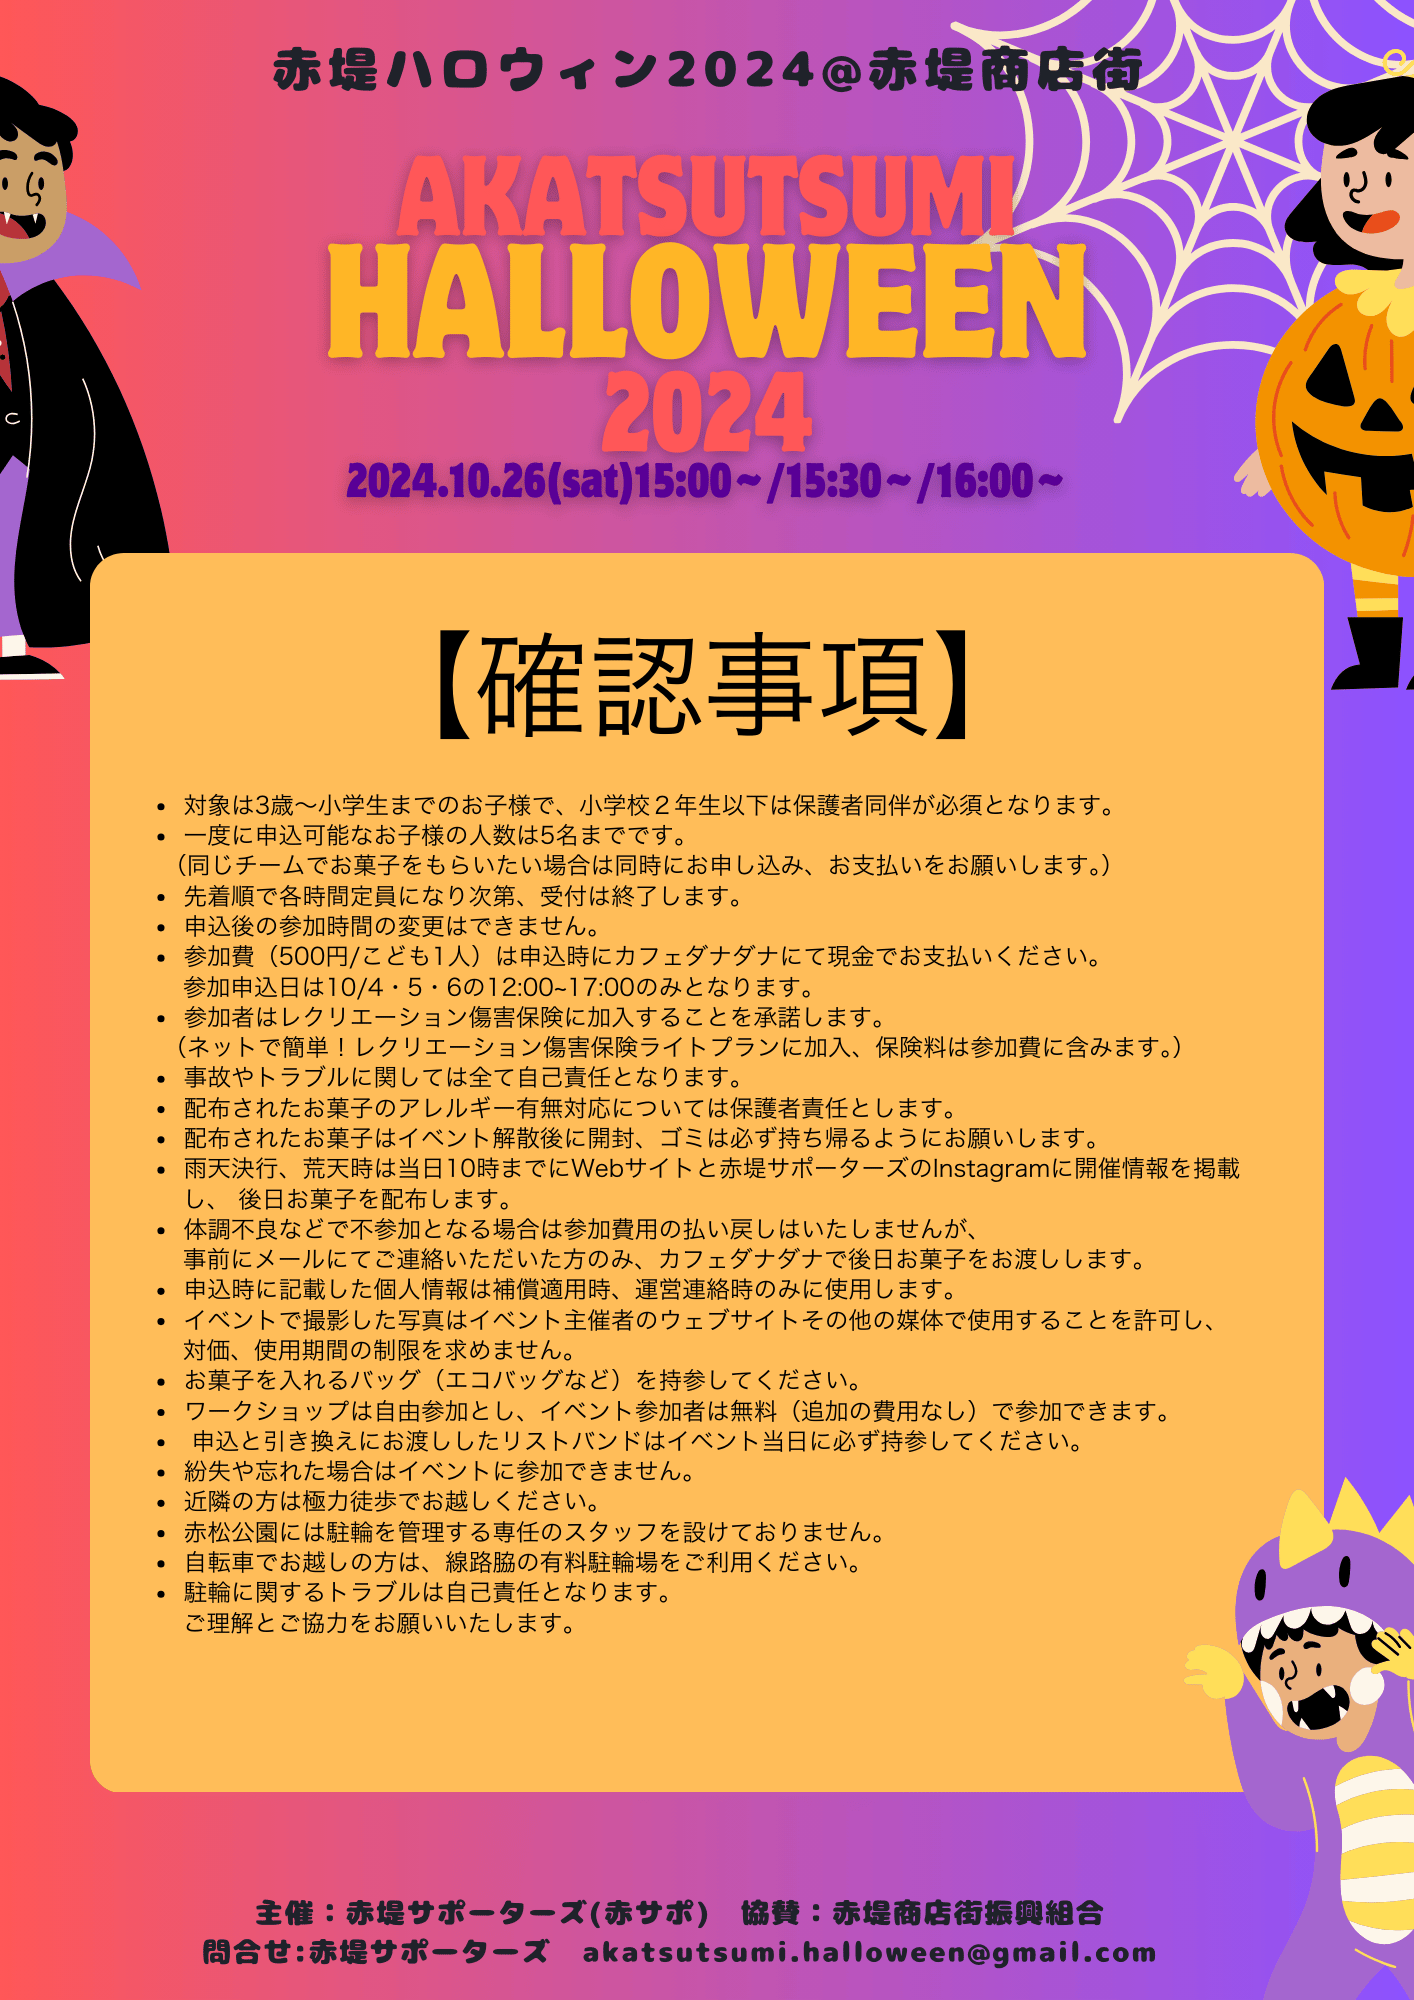 赤堤ハロウィン2024@赤堤商店街
AKATSUTSUMI
HALLOWEEN
2024
2024.10.26(sat)15:00～/15:30～/16:00～
【確認事項】
• 対象は3歳〜小学生までのお子様で、小学校２年生以下は保護者同伴が必須となります。
• 一度に申込可能なお子様の人数は5名までです。
（同じチームでお菓子をもらいたい場合は同時にお申し込み、お支払いをお願いします。）
• 先着順で各時間定員になり次第、受付は終了します。
• 申込後の参加時間の変更はできません。
• 参加費（500円/こども1人）は申込時にカフェダナダナにて現金でお支払いください。
参加申込日は10/4・5・6の12:00~17:00のみとなります。
• 参加者はレクリエーション傷害保険に加入することを承諾します。
（ネットで簡単！レクリエーション傷害保険ライトプランに加入、保険料は参加費に含みます。）
• 事故やトラブルに関しては全て自己責任となります。
• 配布されたお菓子のアレルギー有無対応については保護者責任とします。
• 配布されたお菓子はイベント解散後に開封、ゴミは必ず持ち帰るようにお願いします。
• 雨天決行、荒天時は当日10時までにWebサイトと赤堤サポーターズのInstagramに開催情報を掲載
し、 後日お菓子を配布します。
• 体調不良などで不参加となる場合は参加費用の払い戻しはいたしませんが、
事前にメールにてご連絡いただいた方のみ、カフェダナダナで後日お菓子をお渡しします。
• 申込時に記載した個人情報は補償適用時、運営連絡時のみに使用します。
• イベントで撮影した写真はイベント主催者のウェブサイトその他の媒体で使用することを許可し、
対価、使用期間の制限を求めません。
• お菓子を入れるバッグ（エコバッグなど）を持参してください。
• ワークショップは自由参加とし、イベント参加者は無料（追加の費用なし）で参加できます。
• 申込と引き換えにお渡ししたリストバンドはイベント当日に必ず持参してください。
• 紛失や忘れた場合はイベントに参加できません。
• 近隣の方は極力徒歩でお越しください。
• 赤松公園には駐輪を管理する専任のスタッフを設けておりません。
• 自転車でお越しの方は、線路脇の有料駐輪場をご利用ください。
• 駐輪に関するトラブルは自己責任となります。
ご理解とご協力をお願いいたします。
主催：赤堤サポーターズ(赤サポ)　協賛：赤堤商店街振興組合
問合せ:赤堤サポーターズ　akatsutsumi.halloween@gmail.com